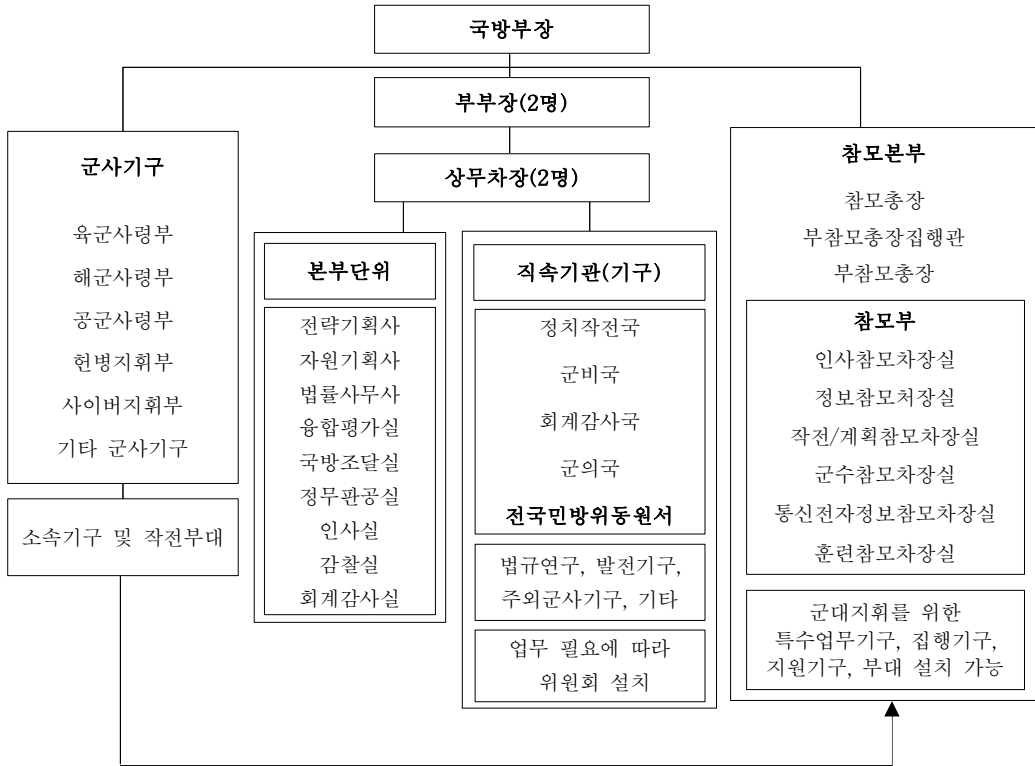 국방부장
부부장(2명)
상무차장(2명)
군사기구
육군사령부
해군사령부
공군사령부
헌병지휘부
사이버지휘부
기타 군사기구
소속기구 및 작전부대
본부단위
전략기획사
자원기획사
법률사무사
융합평가실
국방조달실
정무판공실
인사실
감찰실
회계감사실
직속기관(기구)
정치작전국
군비국
회계감사국
군의국
전국민방위동원서
법규연구, 발전기구,
주외군사기구, 기타
업무 필요에 따라
위원회 설치
참모본부
참모총장
부참모총장집행관
부참모총장
참모부
인사참모차장실
정보참모처장실
작전/계획참모차장실
군수참모차장실
통신전자정보참모차장실
훈련참모차장실
군대지휘를 위한
특수업무기구, 집행기구,
지원기구, 부대 설치 가능